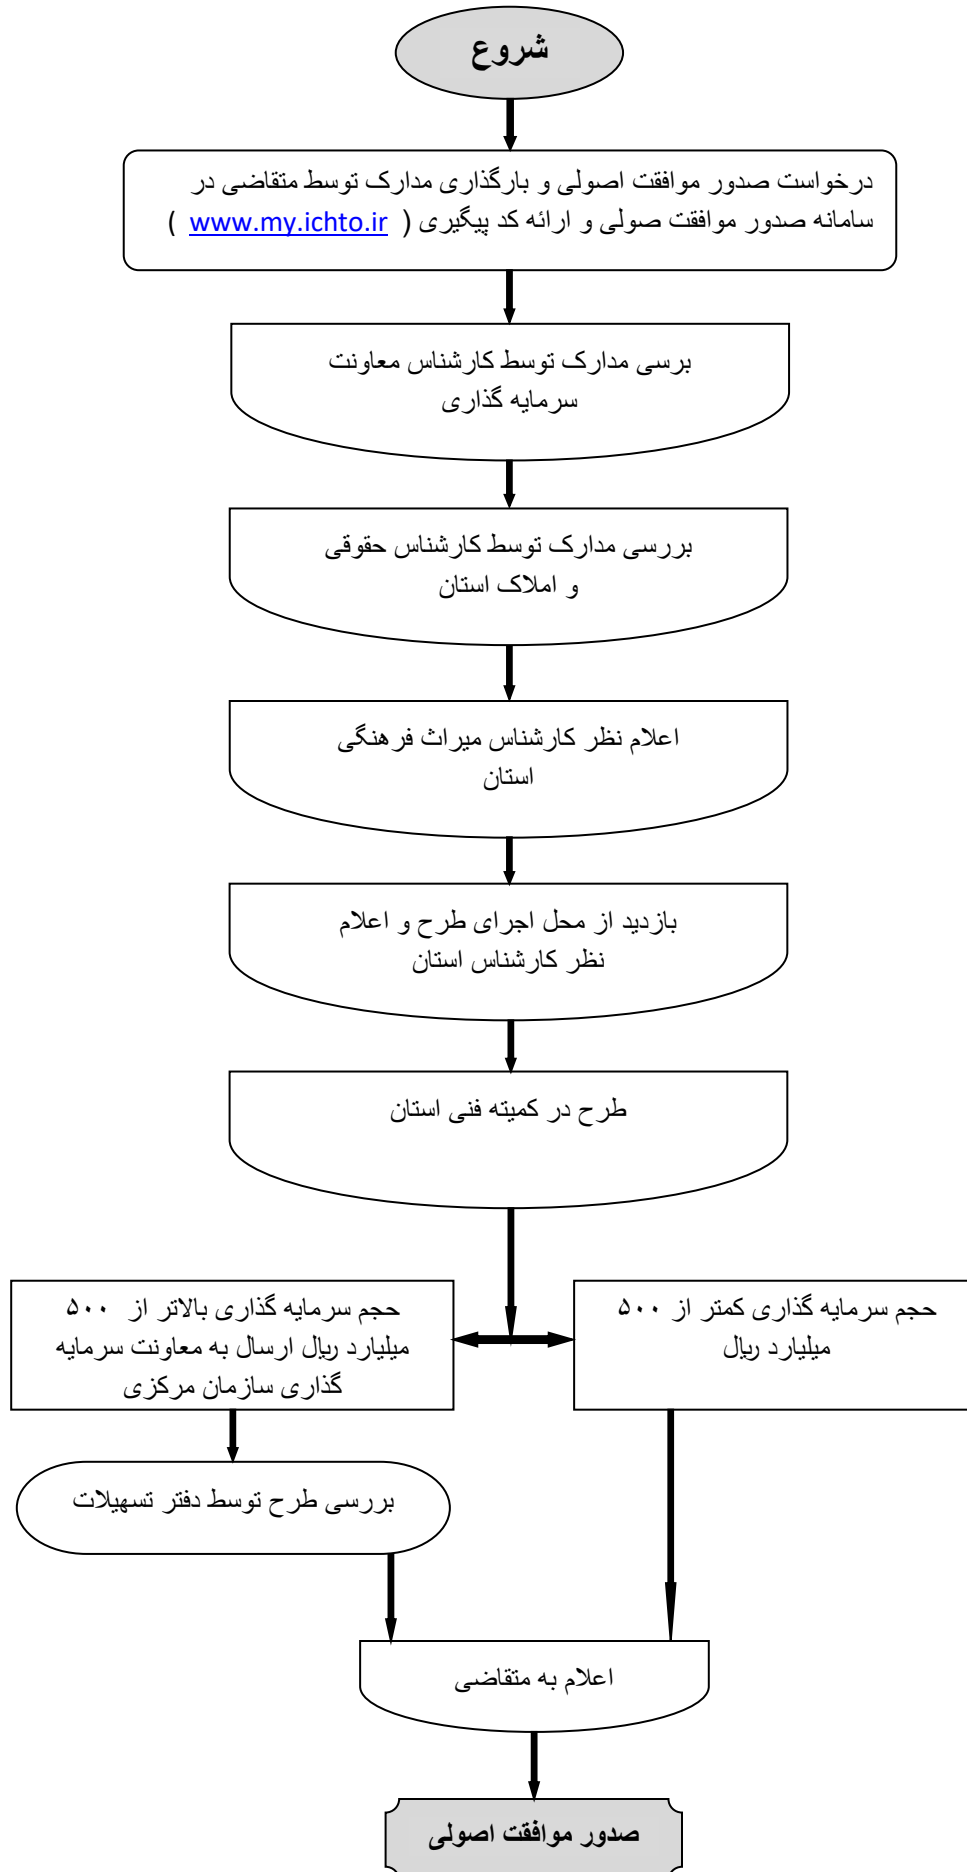 شروع
درخواست صدور موافقت اصولی و بارگذاری مدارک توسط متقاضی در
سامانه صدور موافقت صولی و ارائه کد پیگیری ( www.my.ichto.ir )
برسی مدارک توسط کارشناس معاونت
سرمایه گذاری
بررسی مدارک توسط کارشناس حقوقی
و املاک استان
اعلام نظر کارشناس میراث فرهنگی
استان
بازدید از محل اجرای طرح و اعلام
نظر کارشناس استان
طرح در کمیته فنی استان
حجم سرمایه گذاری کمتر از ۵۰۰
میلیارد ریال
حجم سرمایه گذاری بالاتر از ۵۰۰
میلیارد ریال ارسال به معاونت سرمایه
گذاری سازمان مرکزی
بررسی طرح توسط دفتر تسهیلات
اعلام به متقاضی
صدور موافقت اصولی